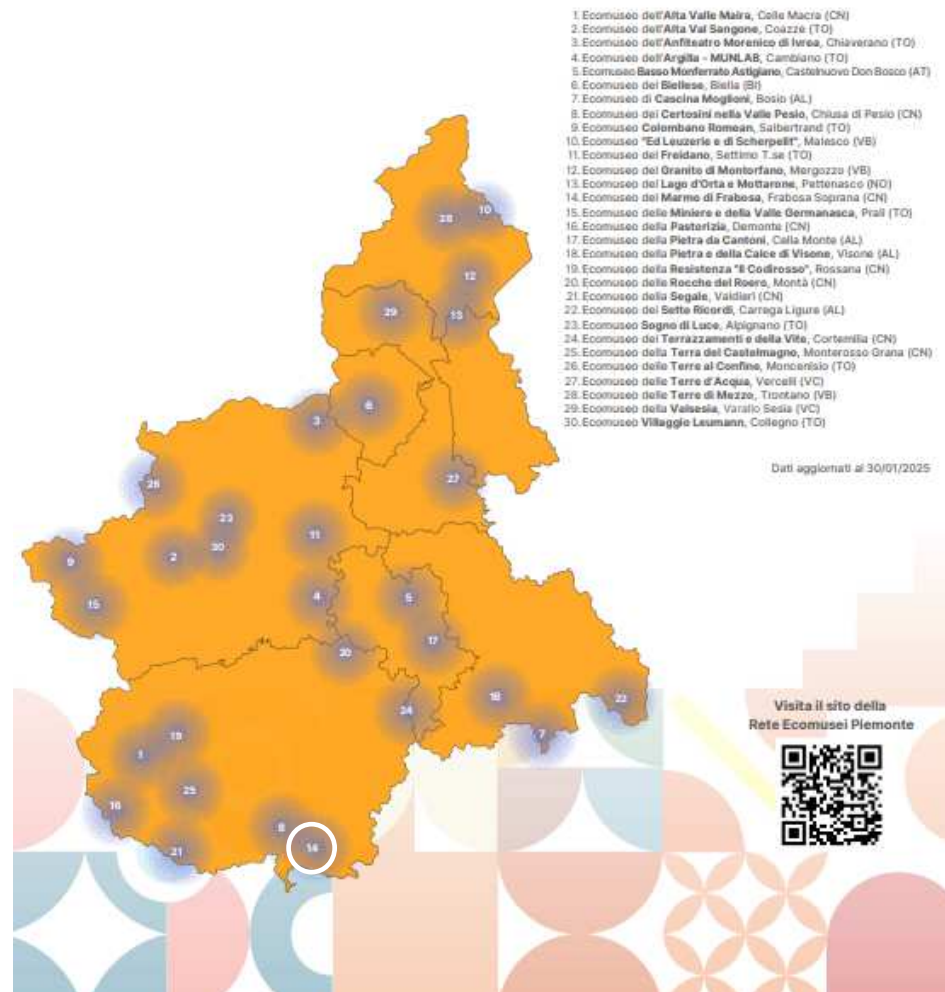 1. Ecomuseo dell'Alta Valle Maira, Celle Macra (CN)
2. Ecomuseo dell'Alta Val Sangone, Coazze (TO)
3. Ecomuseo dell'Anfiteatro Morenico di Ivrea, Chiaverano (TO)
4. Ecomuseo dell'Argilla - MUNLAB, Cambiano (TO)
5. Ecomuseo Basso Monferrato Astigiano, Castelnuovo Don Bosco (AT)
6. Ecomuseo del Biellese, Biella (BI)
7. Ecomuseo di Cascina Moglioni, Bosio (AL)
8. Ecomuseo dei Certosini nella Valle Pesio, Chiusa di Pesio (CN)
9. Ecomuseo Colombano Romean, Salbertrand (TO)
10. Ecomuseo "Ed Leuzerie e di Scherpelit", Malesco (VB)
11. Ecomuseo del Freidano, Settimo T.se (TO)
12. Ecomuseo del Granito di Montorfano, Mergozzo (VB)
13. Ecomuseo del Lago d'Orta e Mottarone, Pettenasco (NO)
14. Ecomuseo del Marmo di Frabosa, Frabosa Soprana (CN)
15. Ecomuseo delle Miniere e della Valle Germanasca, Prali (TO)
16. Ecomuseo della Pastorizia, Demonte (CN)
17. Ecomuseo della Pietra da Cantoni, Cella Monte (AL)
18. Ecomuseo della Pietra e della Calce di Visone, Visone (AL)
19. Ecomuseo della Resistenza "Il Codirosso", Rossana (CN)
20. Ecomuseo delle Rocche del Roero, Montà (CN)
21. Ecomuseo della Segale, Valdieri (CN)
22. Ecomuseo dei Sette Ricordi, Carrega Ligure (AL)
23. Ecomuseo Sogno di Luce, Alpignano (TO)
24. Ecomuseo dei Terrazzamenti e della Vite, Cortemilia (CN)
25. Ecomuseo della Terra del Castelmagno, Monterosso Grana (CN)
26. Ecomuseo delle Terre al Confine, Moncenisio (TO)
27. Ecomuseo delle Terre d'Acqua, Vercelli (VC)
28. Ecomuseo delle Terre di Mezzo, Trontano (VB)
29. Ecomuseo della Valsesia, Varallo Sesia (VC)
30. Ecomuseo Villaggio Leumann, Collegno (TO)
Dati aggiornati al 30/01/2025
10
28
12
29
13
6
3
27
26
23
11
30
2
9
4
5
15
17
20
18
22
24
7
19
1
25
16
8
14
21
Visita il sito della
Rete Ecomusei Piemonte